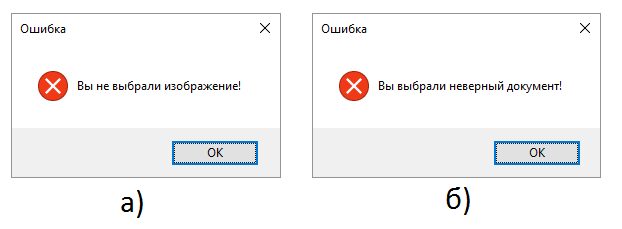 Ошибка
Вы не выбрали изображение!
OK
а)
Ошибка
Вы выбрали неверный документ!
OK
б)